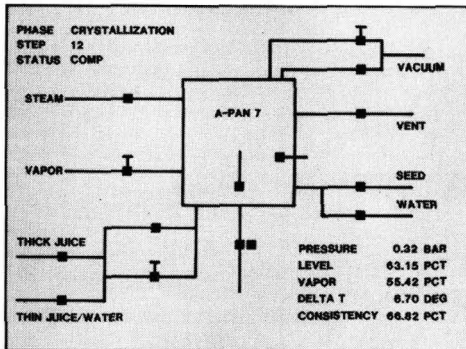 PHASE CRYSTALLIZATION
STEP 12
STATUS COMP
VACUUM
STEAM
A-PAN 7
VENT
VAPOR
SEED
WATER
THICK JUICE
THIN JUICE/WATER
PRESSURE 0.32 BAR
LEVEL 63.15 PCT
VAPOR 55.42 PCT
DELTA T 6.70 DEG
CONSISTENCY 66.82 PCT